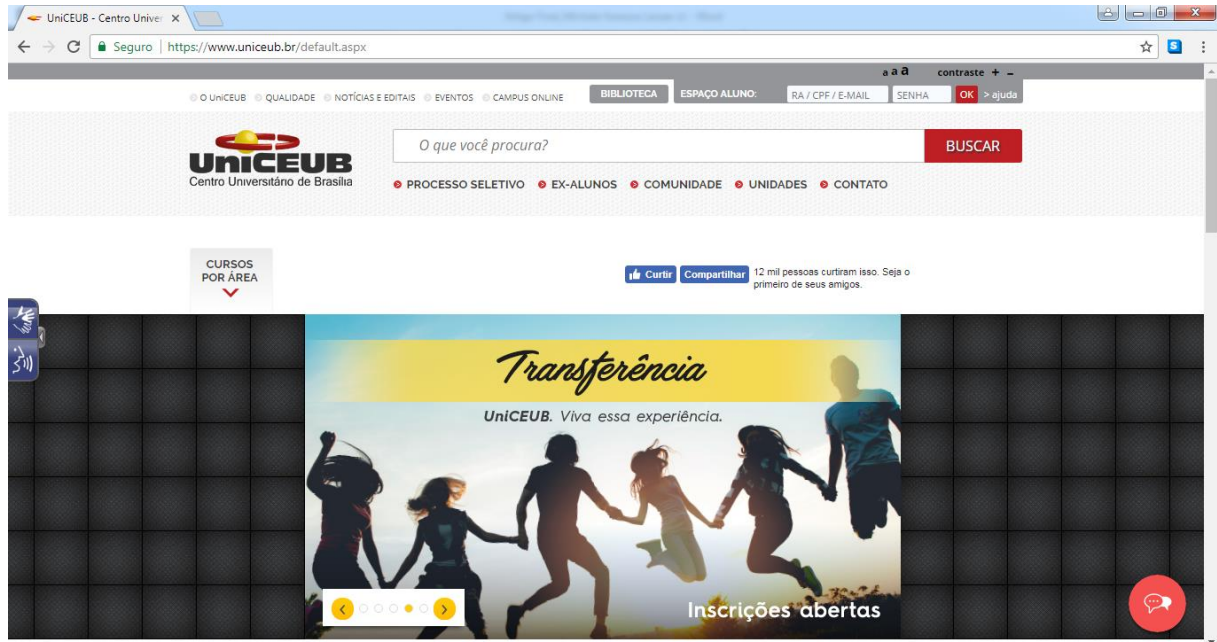 UniCEUB - Centro Univer
Seguro
https://www.uniceub.br/default.aspx
a a a contraste + -
O UniCEUB QUALIDADE NOTÍCIAS E EDITAIS EVENTOS CAMPUS ONLINE BIBLIOTECA ESPAÇO ALUNO: RA / CPF / E-MAIL SENHA OK > ajuda
UniCEUB
Centro Universitáno de Brasília
O que você procura? BUSCAR
PROCESSO SELETIVO EX-ALUNOS COMUNIDADE UNIDADES CONTATO
CURSOS
POR ÁREA
Curtir Compartilhar 12 mil pessoas curtiram isso. Seja o
primeiro de seus amigos.
Transferência
UniCEUB. Viva essa experiência.
Inscrições abertas